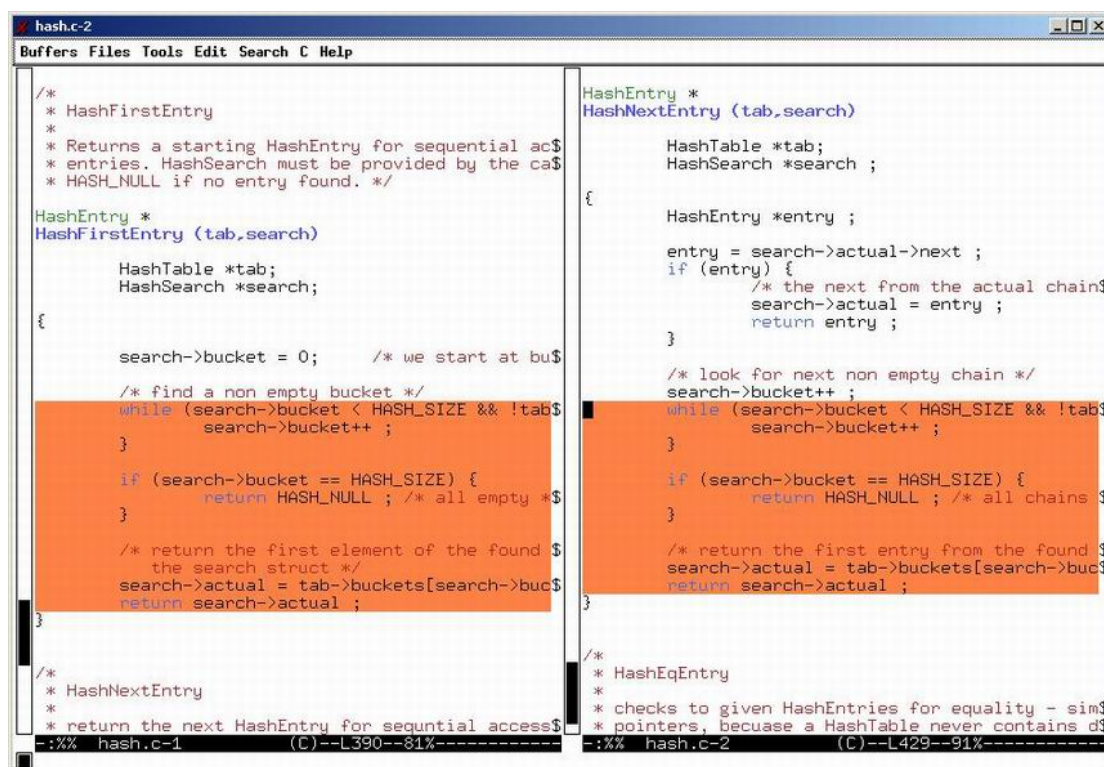 hash.c-2
Buffers Files Tools Edit Search C Help
/*
 * HashFirstEntry
 *
 * Returns a starting HashEntry for sequential ac$
 * entries. HashSearch must be provided by the ca$
 * HASH_NULL if no entry found. */
HashEntry *
HashFirstEntry (tab,search)
HashTable *tab;
HashSearch *search;
{
search->bucket = 0; /* we start at bu$
/* find a non empty bucket */
while (search->bucket < HASH_SIZE && !tab$
search->bucket++ ;
}
if (search->bucket == HASH_SIZE) {
return HASH_NULL ; /* all empty *$
}
/* return the first element of the found $
the search struct */
search->actual = tab->buckets[search->buc$
return search->actual ;
}
/*
 * HashNextEntry
 *
 * return the next HashEntry for sequntial access$
-:%% hash.c-1 (C)--L390--81%------------
HashEntry *
HashNextEntry (tab,search)
HashTable *tab;
HashSearch *search ;
{
HashEntry *entry ;
entry = search->actual->next ;
if (entry) {
/* the next from the actual chain$
search->actual = entry ;
return entry ;
}
/* look for next non empty chain */
search->bucket++ ;
while (search->bucket < HASH_SIZE && !tab$
search->bucket++ ;
}
if (search->bucket == HASH_SIZE) {
return HASH_NULL ; /* all chains $
}
/* return the first entry from the found $
search->actual = tab->buckets[search->buc$
return search->actual ;
}
/*
 * HashEqEntry
 *
 * checks to given HashEntries for equality - sim$
 * pointers, becuase a HashTable never contains d$
-:%% hash.c-2 (C)--L429--91%------------